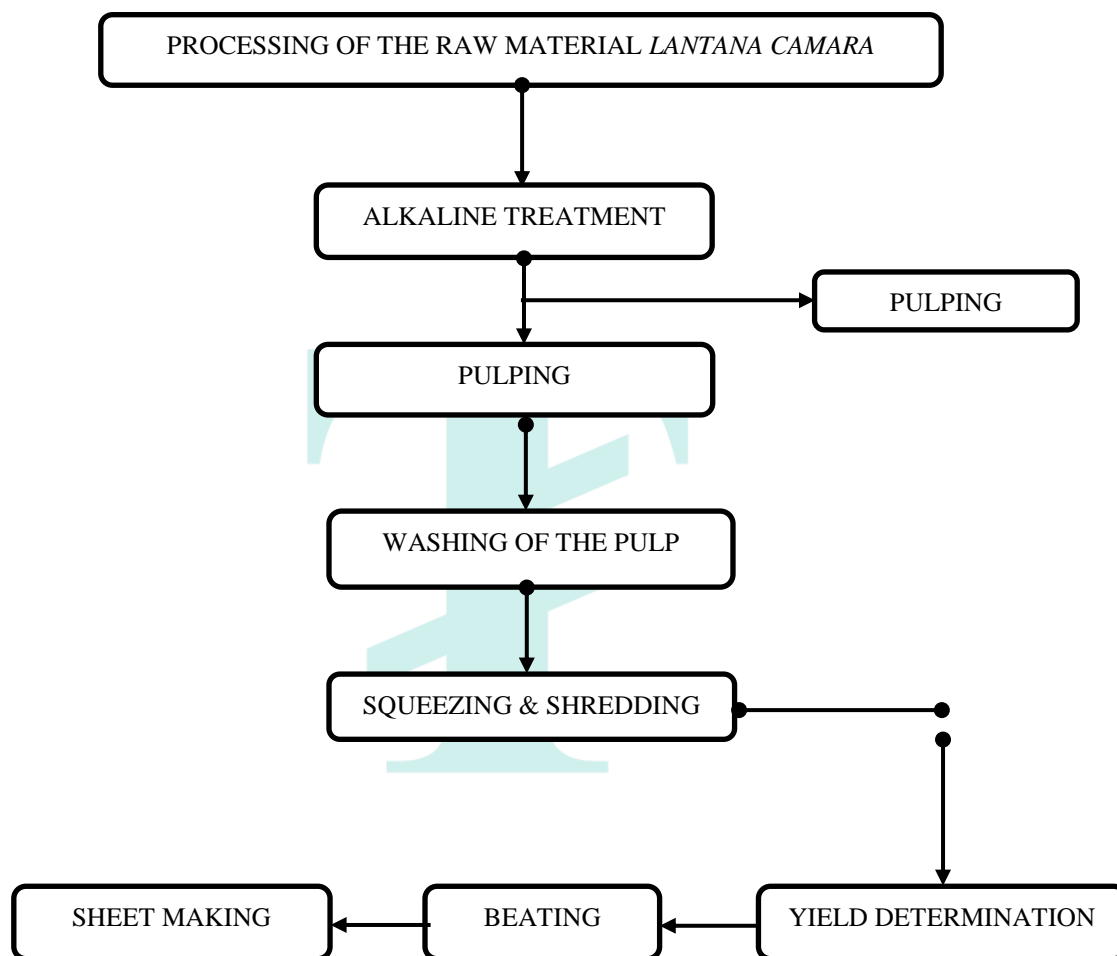 PROCESSING OF THE RAW MATERIAL LANTANA CAMARA
ALKALINE TREATMENT
PULPING
PULPING
WASHING OF THE PULP
SQUEEZING & SHREDDING
SHEET MAKING
BEATING
YIELD DETERMINATION